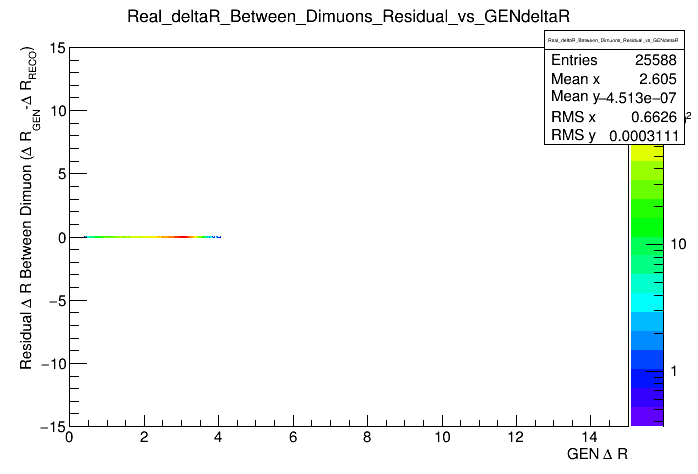 Real_deltaR_Between_Dimuons_Residual_vs_GENdeltaR
Real_deltaR_Between_Dimuons_Residual_vs_GENdeltaR
Entries 25588
Mean x 2.605
Mean y −4.513e−07
RMS x 0.6626
RMS y 0.0003111
Residual Δ R Between Dimuon (Δ R_GEN -Δ R_RECO)
15
10
5
0
−5
−10
−15
0 2 4 6 8 10 12 14
GEN Δ R
2
10
1